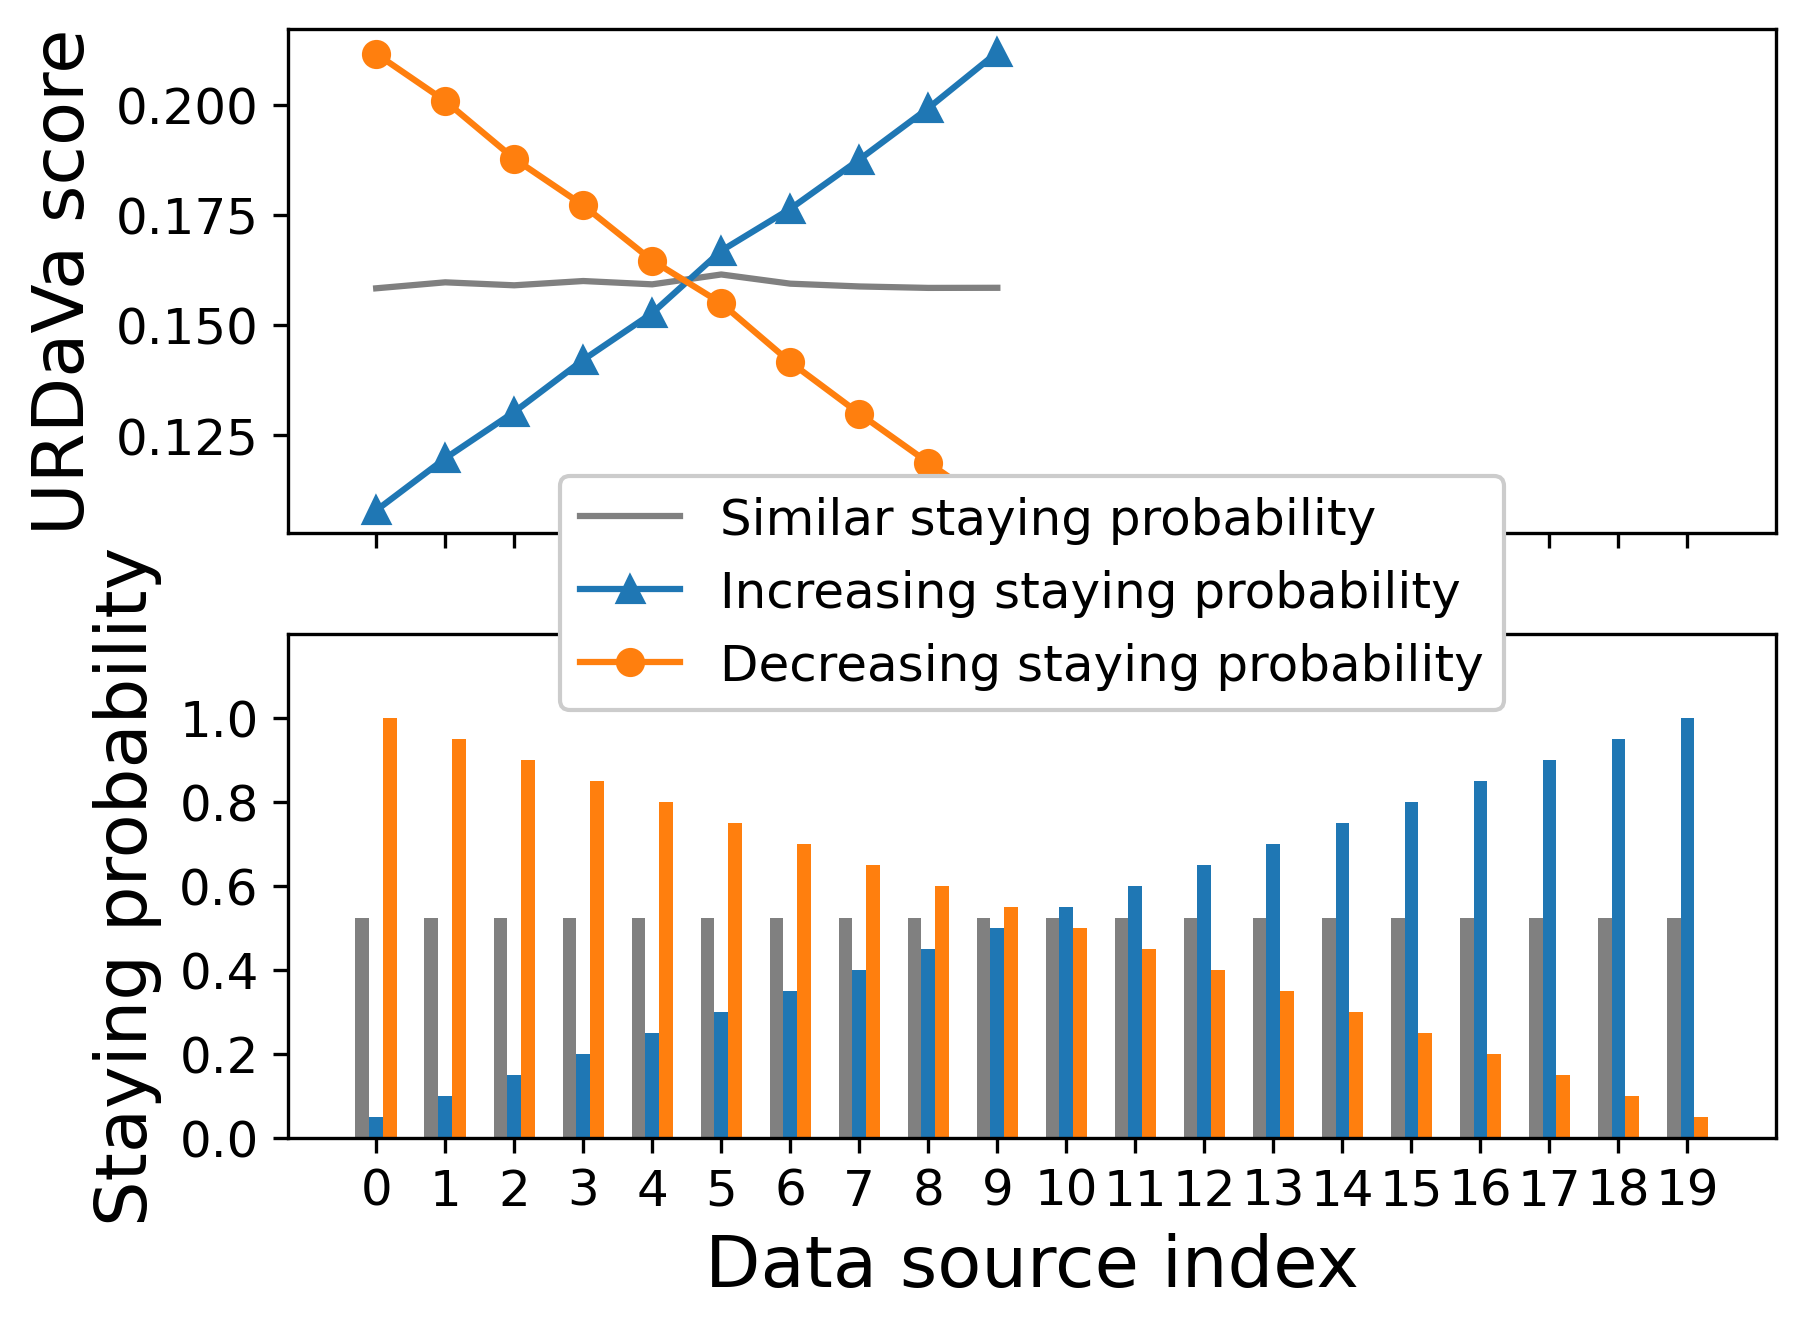 URDaVa score
0.200
0.175
0.150
0.125
Similar staying probability
Increasing staying probability
Decreasing staying probability
Staying probability
1.0
0.8
0.6
0.4
0.2
0.0
0 1 2 3 4 5 6 7 8 9 10 11 12 13 14 15 16 17 18 19
Data source index